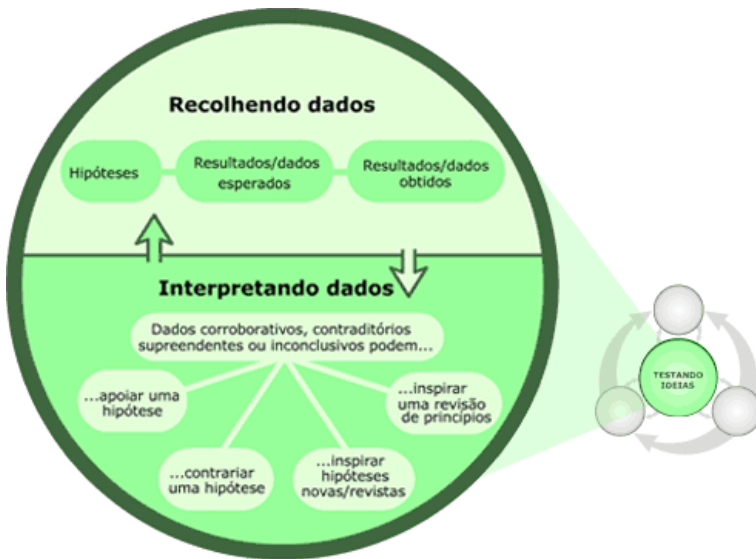 Recolhendo dados
Hipóteses
Resultados/dados
esperados
Resultados/dados
obtidos
Interpretando dados
Dados corroborativos, contraditórios
supreendentes ou inconclusivos podem...
...apoiar uma
hipótese
...contrariar
uma hipótese
...inspirar
hipóteses
novas/revistas
...inspirar
uma revisão
de princípios
TESTANDO
IDEIAS